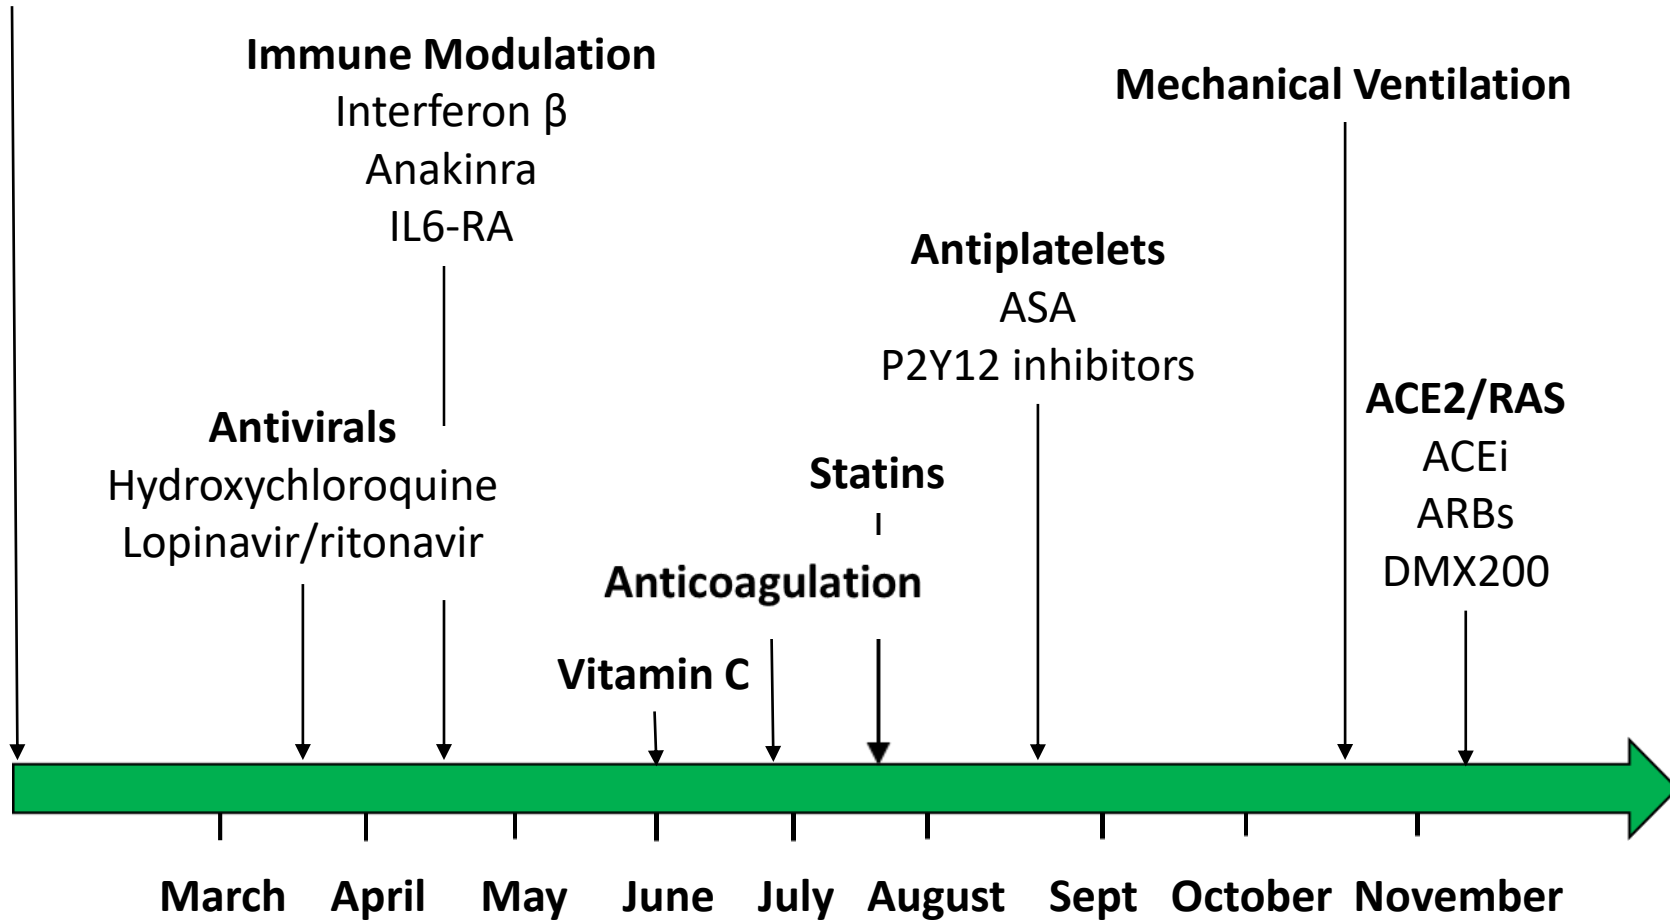 Immune Modulation
Interferon β
Anakinra
IL6-RA
Mechanical Ventilation
Antiplatelets
ASA
P2Y12 inhibitors
Antivirals
Hydroxychloroquine
Lopinavir/ritonavir
Statins
Anticoagulation
Vitamin C
ACE2/RAS
ACEi
ARBs
DMX200
March April May June July August Sept October November